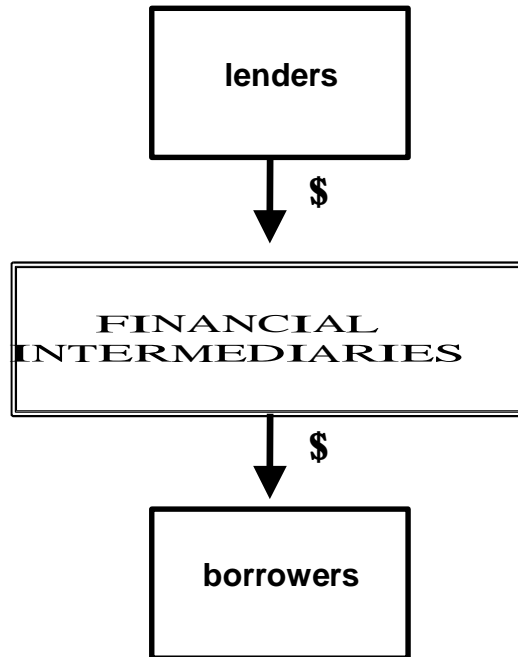 lenders
$
FINANCIAL
INTERMEDIARIES
$
borrowers